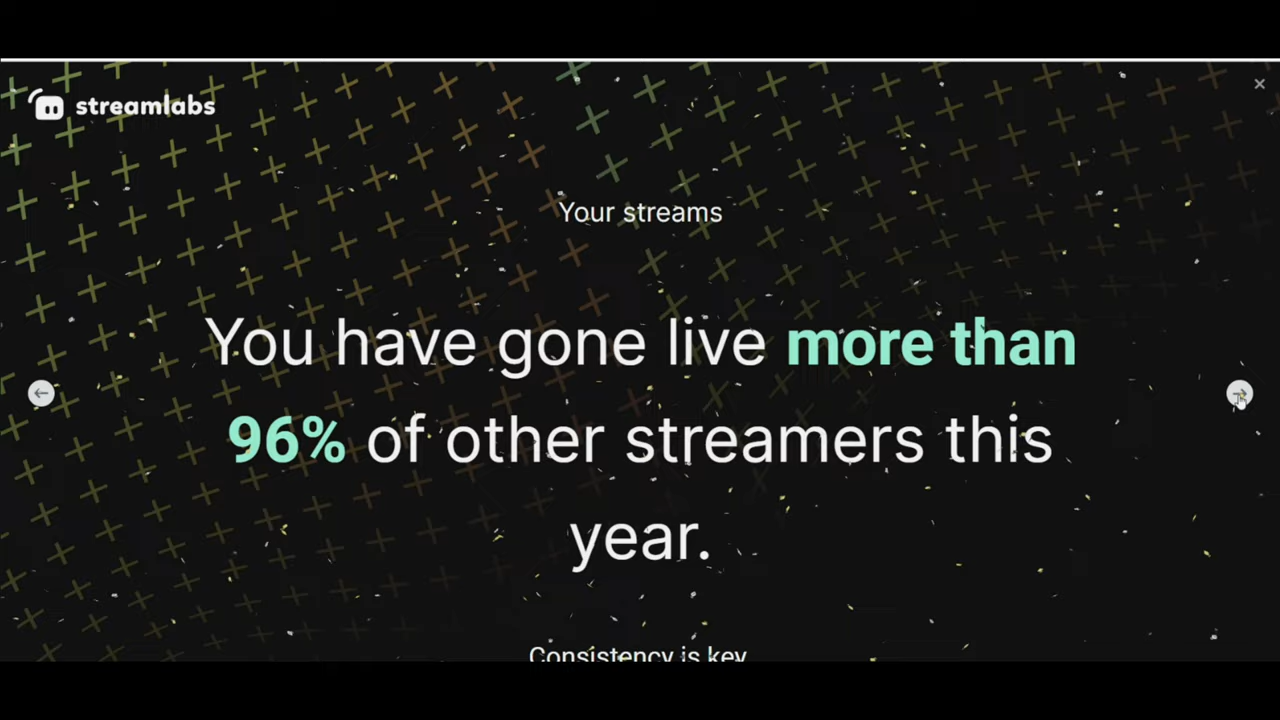 streamlabs
Your streams
You have gone live more than
96% of other streamers this
year.
Consistency is key